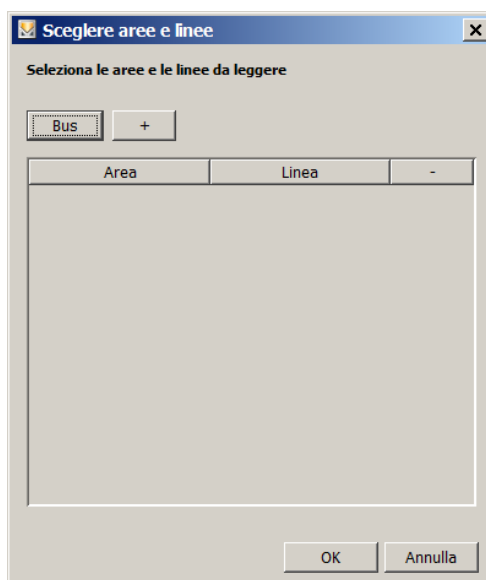 Sceglere aree e linee
Seleziona le aree e le linee da leggere
Bus +
Area Linea -
OK Annulla